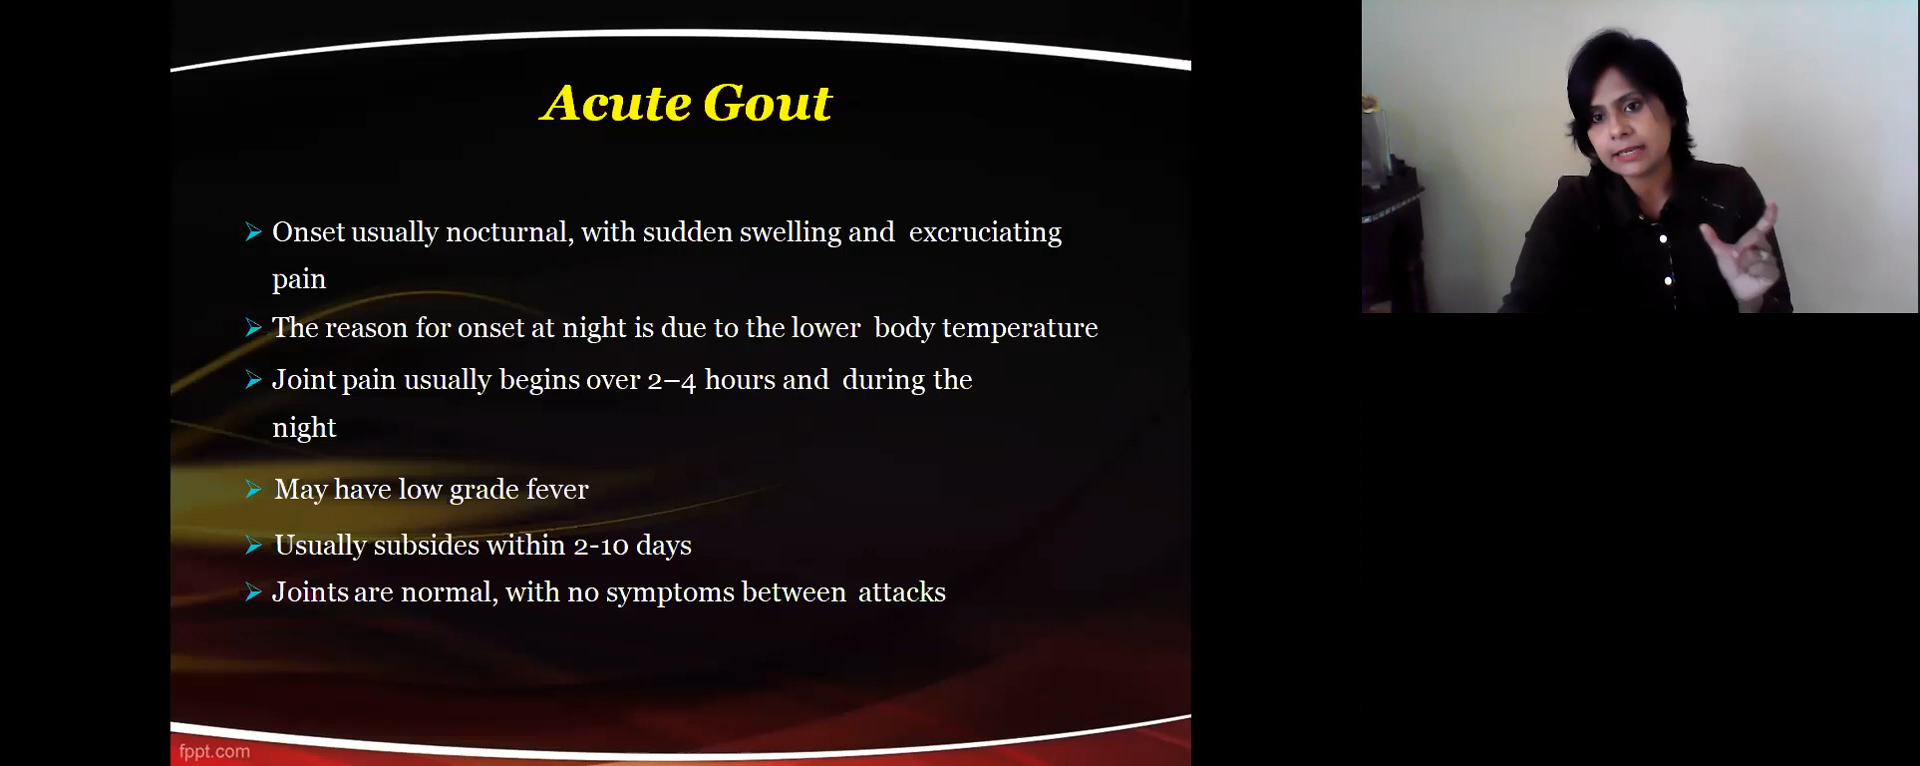 Acute Gout
Onset usually nocturnal, with sudden swelling and excruciating
pain
The reason for onset at night is due to the lower body temperature
Joint pain usually begins over 2–4 hours and during the
night
May have low grade fever
Usually subsides within 2-10 days
Joints are normal, with no symptoms between attacks
fppt.com